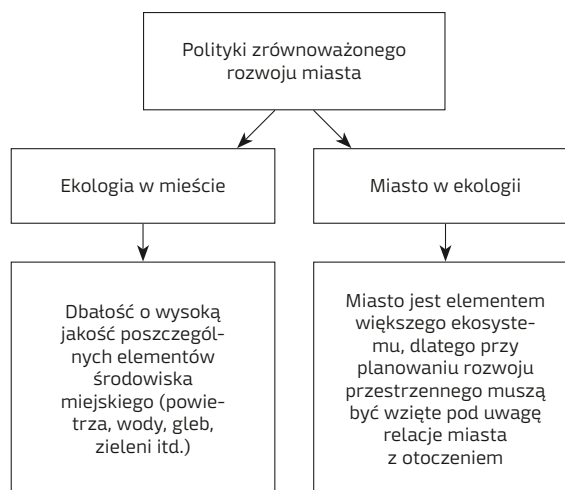 Polityki zrównoważonego
rozwoju miasta
Ekologia w mieście
Miasto w ekologii
Dbałość o wysoką
jakość poszczegól-
nych elementów
środowiska
miejskiego (powie-
trza, wody, gleb,
zieleni itd.)
Miasto jest elementem
większego ekosyste-
mu, dlatego przy
planowaniu rozwoju
przestrzennego muszą
być wzięte pod uwagę
relacje miasta
z otoczeniem